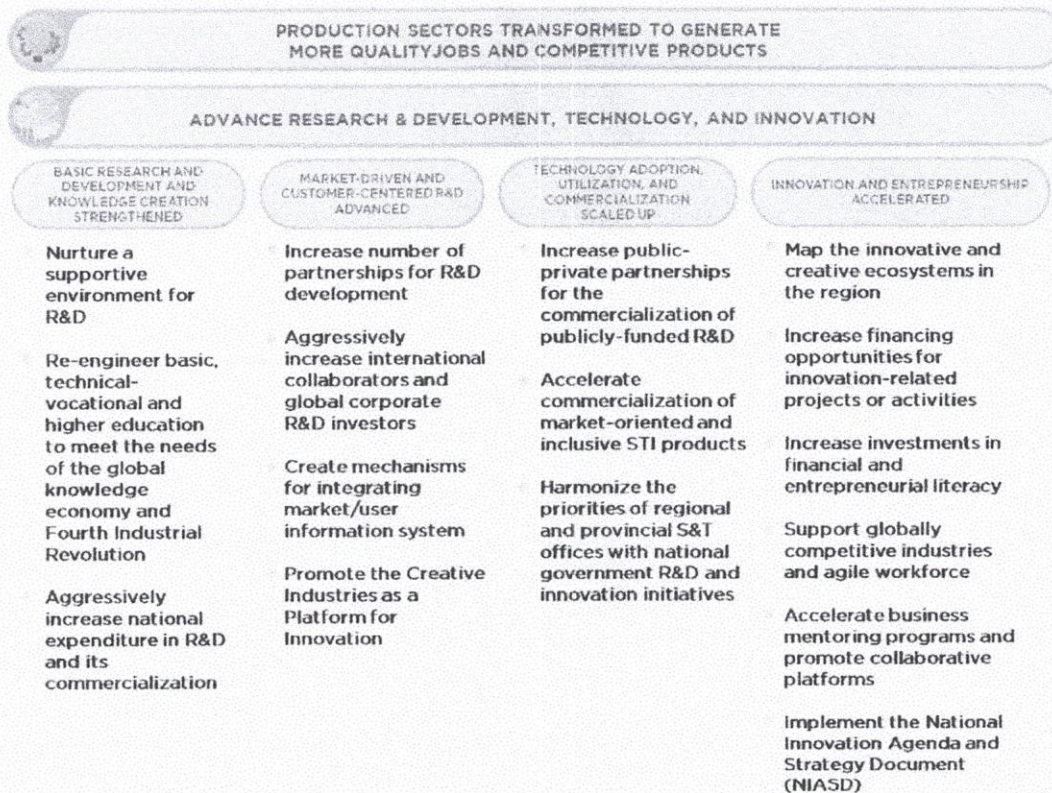 PRODUCTION SECTORS TRANSFORMED TO GENERATE
MORE QUALITYJOBS AND COMPETITIVE PRODUCTS
ADVANCE RESEARCH & DEVELOPMENT, TECHNOLOGY, AND INNOVATION
BASIC RESEARCH AND
DEVELOPMENT AND
KNOWLEDGE CREATION
STRENGTHENED
Nurture a
supportive
environment for
R&D
Re-engineer basic,
technical-
vocational and
higher education
to meet the needs
of the global
knowledge
economy and
Fourth Industrial
Revolution
Aggressively
increase national
expenditure in R&D
and its
commercialization
MARKET-DRIVEN AND
CUSTOMER-CENTERED R&D
ADVANCED
Increase number of
partnerships for R&D
development
Aggressively
increase international
collaborators and
global corporate
R&D investors
Create mechanisms
for integrating
market/user
information system
Promote the Creative
Industries as a
Platform for
Innovation
TECHNOLOGY ADOPTION,
UTILIZATION, AND
COMMERCIALIZATION
SCALED UP
Increase public-
private partnerships
for the
commercialization of
publicly-funded R&D
Accelerate
commercialization of
market-oriented and
inclusive STI products
Harmonize the
priorities of regional
and provincial S&T
offices with national
government R&D and
innovation initiatives
INNOVATION AND ENTREPRENEURSHIP
ACCELERATED
Map the innovative and
creative ecosystems in
the region
Increase financing
opportunities for
innovation-related
projects or activities
Increase investments in
financial and
entrepreneurial literacy
Support globally
competitive industries
and agile workforce
Accelerate business
mentoring programs and
promote collaborative
platforms
Implement the National
Innovation Agenda and
Strategy Document
(NIASD)